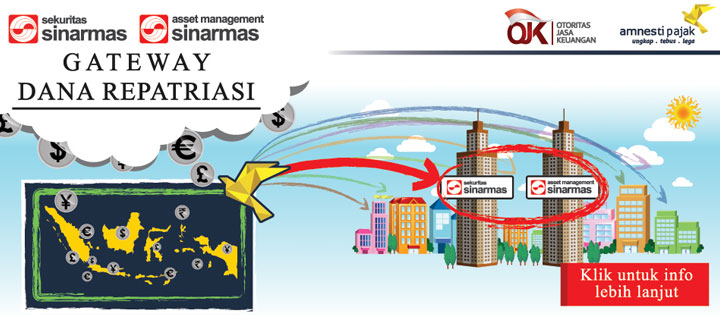 sekuritas
sinarmas
asset management
sinarmas
GATEWAY
DANA REPATRIASI
OJK
OTORITAS
JASA
KEUANGAN
amnesti pajak
ungkap . tebus . lega
£
$
¥
€
£
¥
€
$
₹
€
$
€
¥
€
¥
sekuritas
sinarmas
asset management
sinarmas
Klik untuk info
lebih lanjut